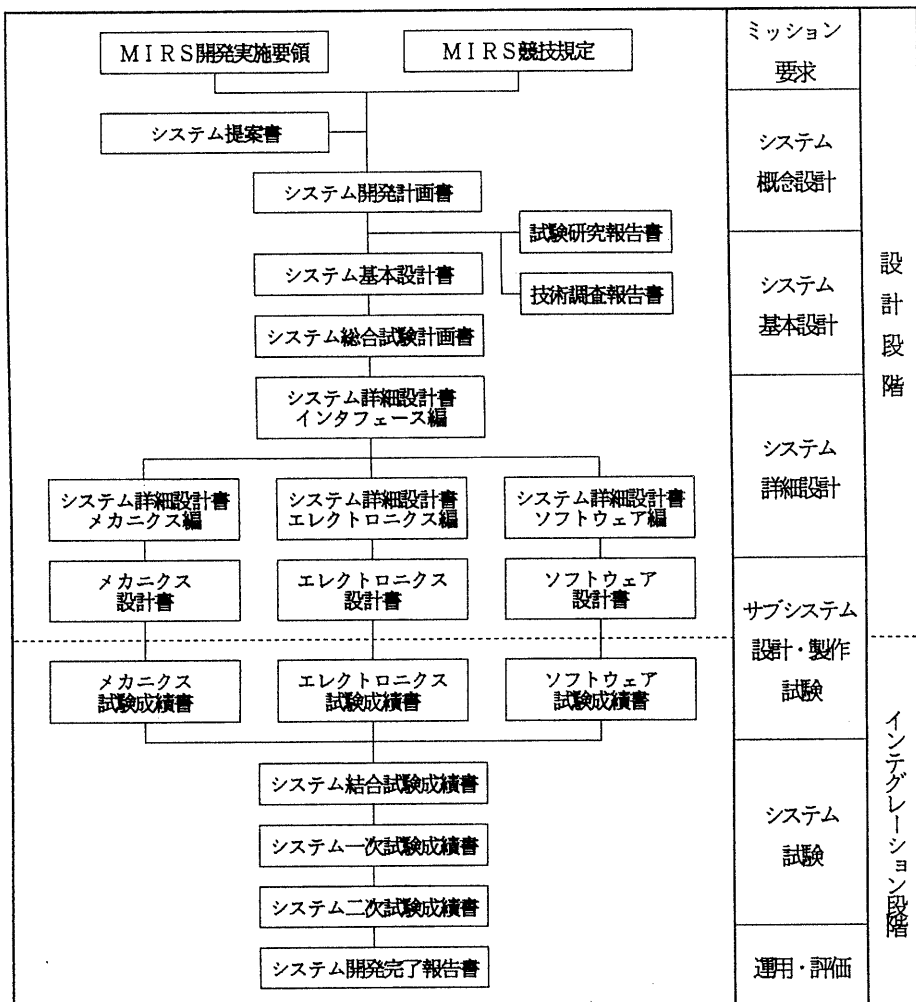 MIRS開発実施要領
MIRS競技規定
システム提案書
システム開発計画書
試験研究報告書
システム基本設計書
技術調査報告書
システム総合試験計画書
システム詳細設計書
インタフェース編
システム詳細設計書
メカニクス編
システム詳細設計書
エレクトロニクス編
システム詳細設計書
ソフトウェア編
メカニクス
設計書
エレクトロニクス
設計書
ソフトウェア
設計書
メカニクス
試験成績書
エレクトロニクス
試験成績書
ソフトウェア
試験成績書
システム結合試験成績書
システム一次試験成績書
システム二次試験成績書
システム開発完了報告書
ミッション
要求
システム
概念設計
システム
基本設計
システム
詳細設計
サブシステム
設計・製作
試験
システム
試験
運用・評価
設計段階
インテグレーション段階